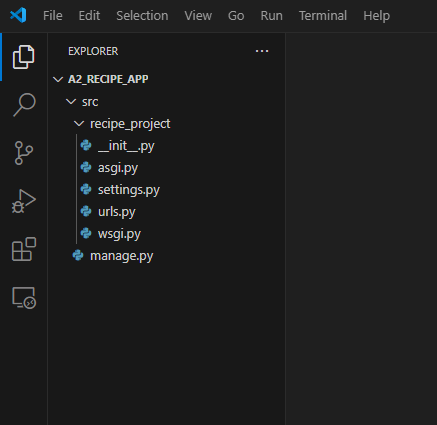 File Edit Selection View Go Run Terminal Help
EXPLORER ...
A2_RECIPE_APP
src
recipe_project
__init__.py
asgi.py
settings.py
urls.py
wsgi.py
manage.py